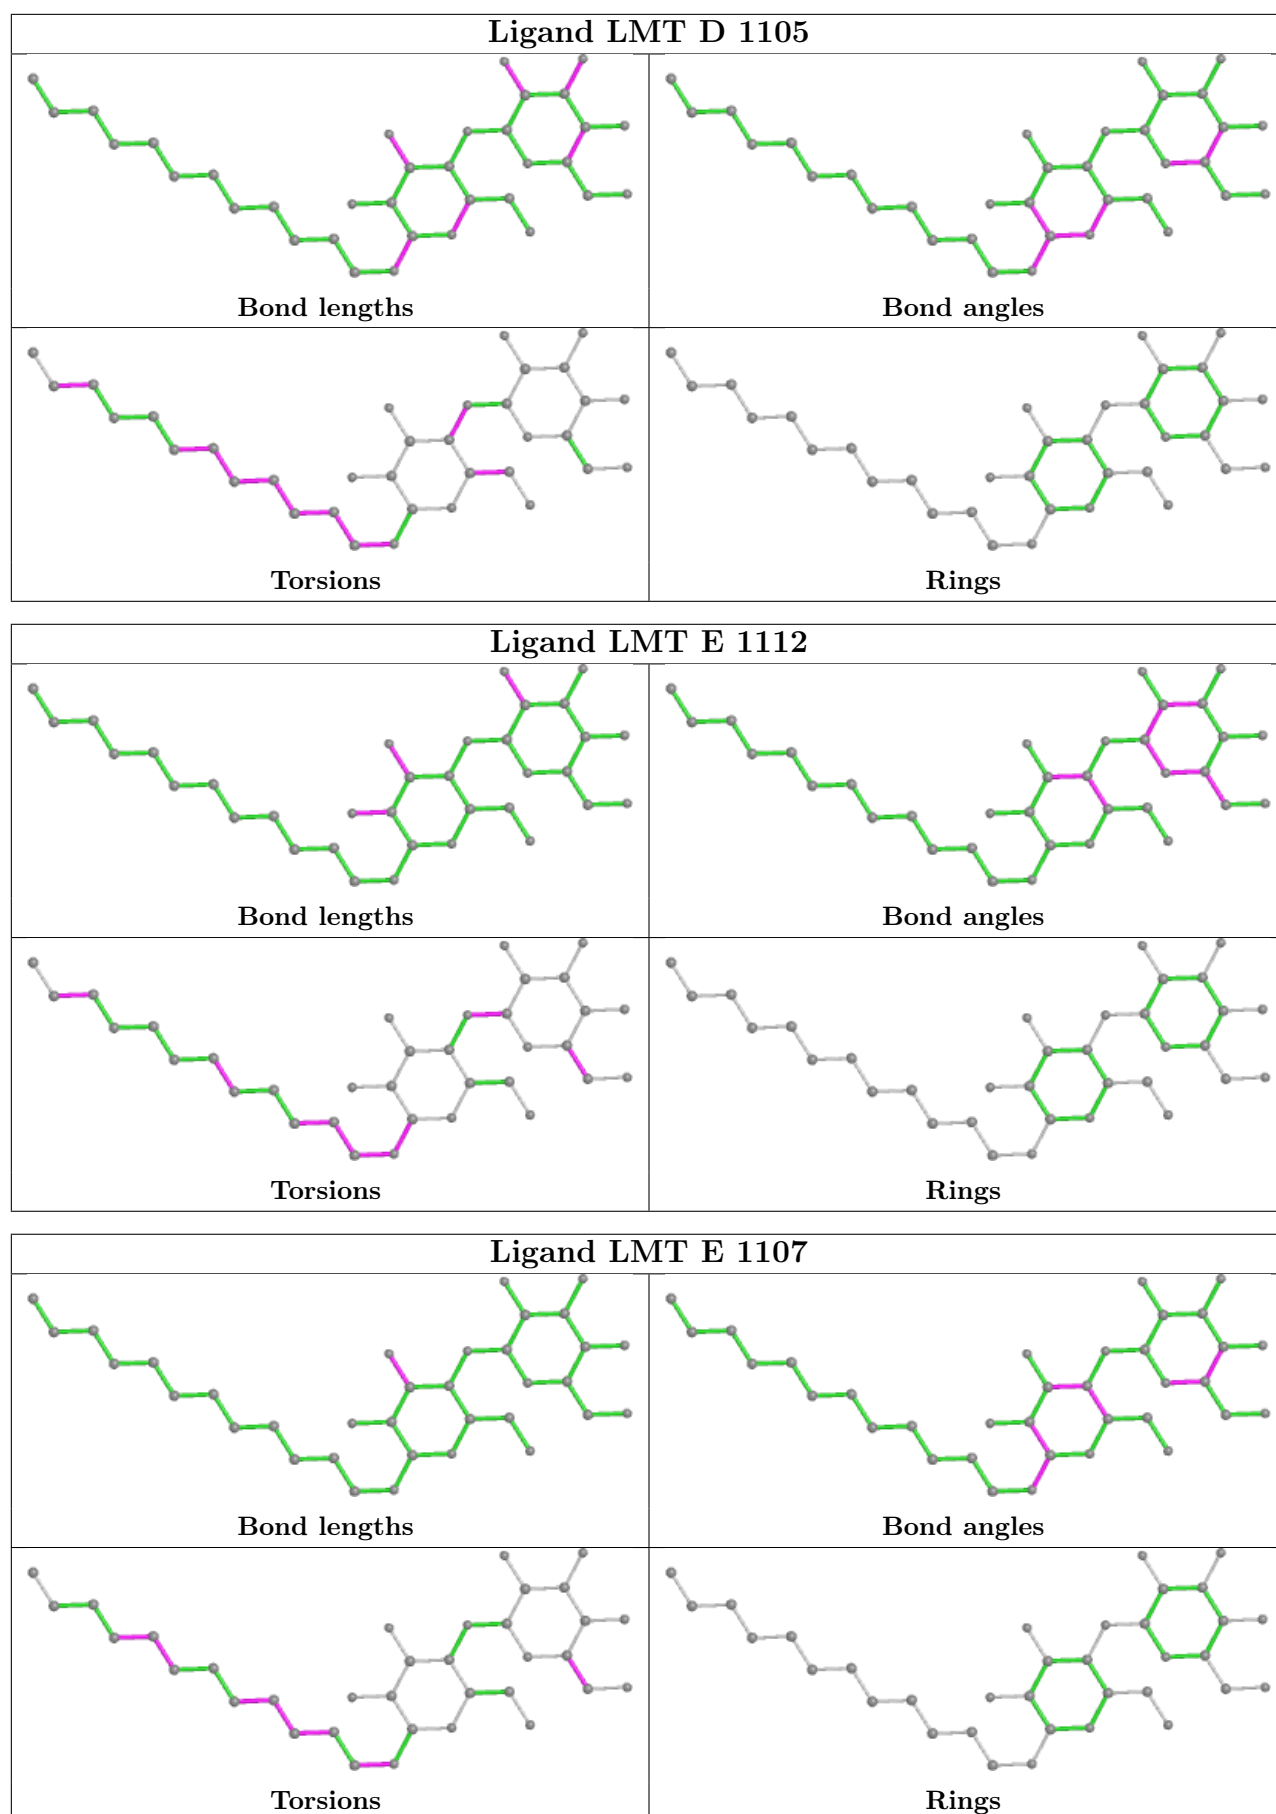 Ligand LMT D 1105
Bond lengths
Bond angles
Torsions
Rings
Ligand LMT E 1112
Bond lengths
Bond angles
Torsions
Rings
Ligand LMT E 1107
Bond lengths
Bond angles
Torsions
Rings